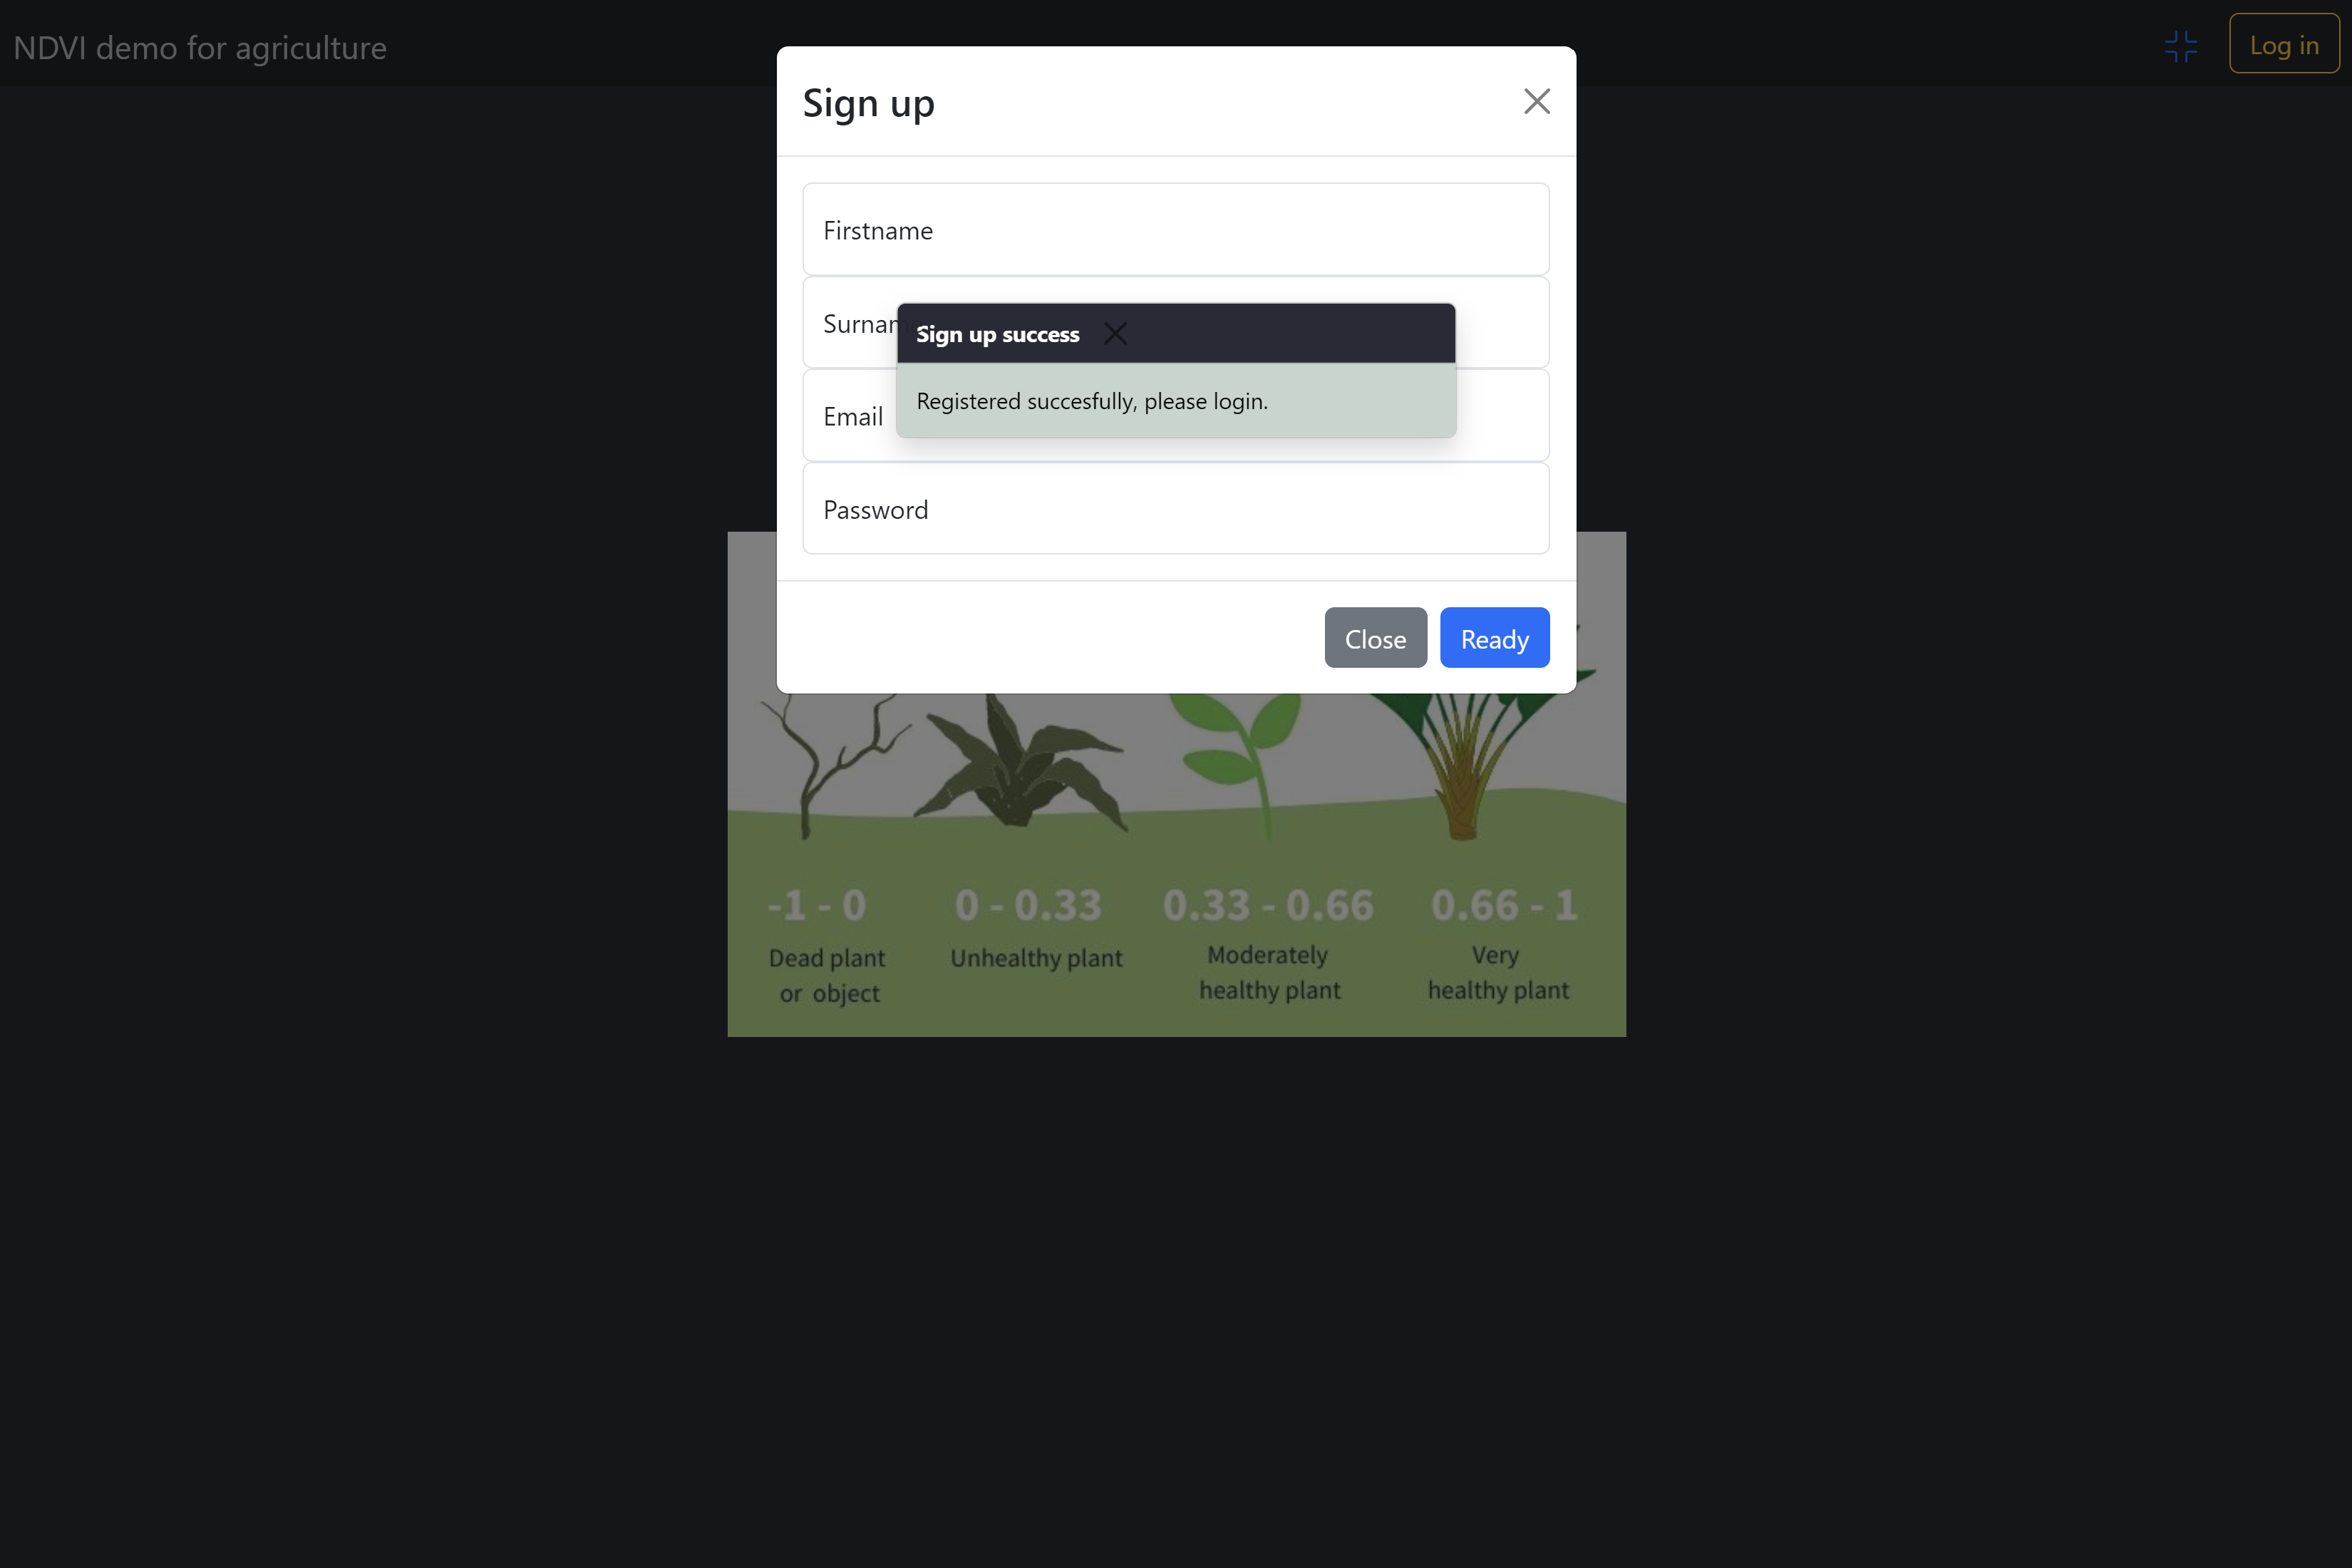 NDVI demo for agriculture
Log in
Sign up
Firstname
Surnam
Sign up success
Registered succesfully, please login.
Email
Password
Close
Ready
-1 - 0
0 - 0.33
0.33 - 0.66
0.66 - 1
Dead plant
or object
Unhealthy plant
Moderately
healthy plant
Very
healthy plant